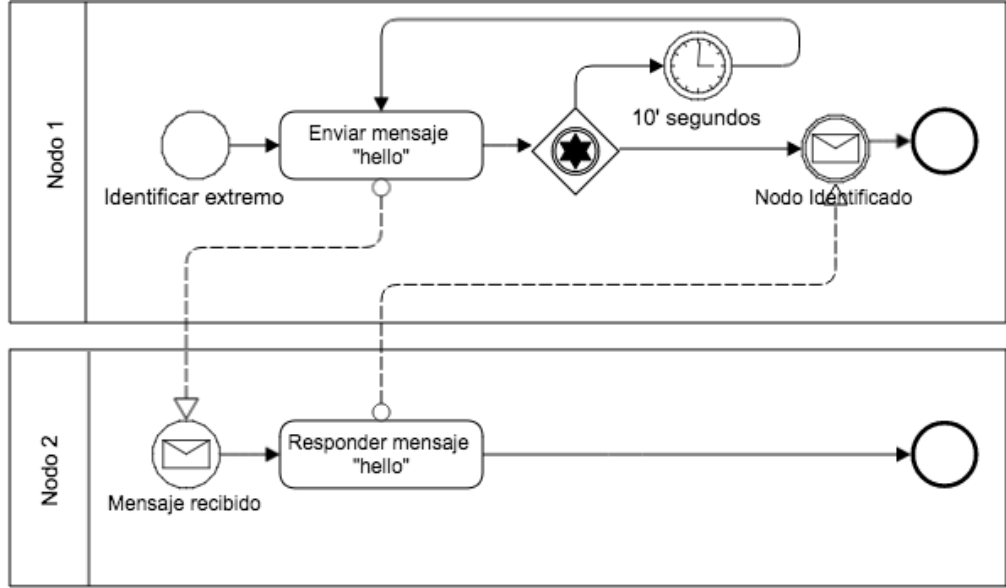 Nodo 1
Identificar extremo
Enviar mensaje
"hello"
10' segundos
Nodo Identificado
Nodo 2
Mensaje recibido
Responder mensaje
"hello"